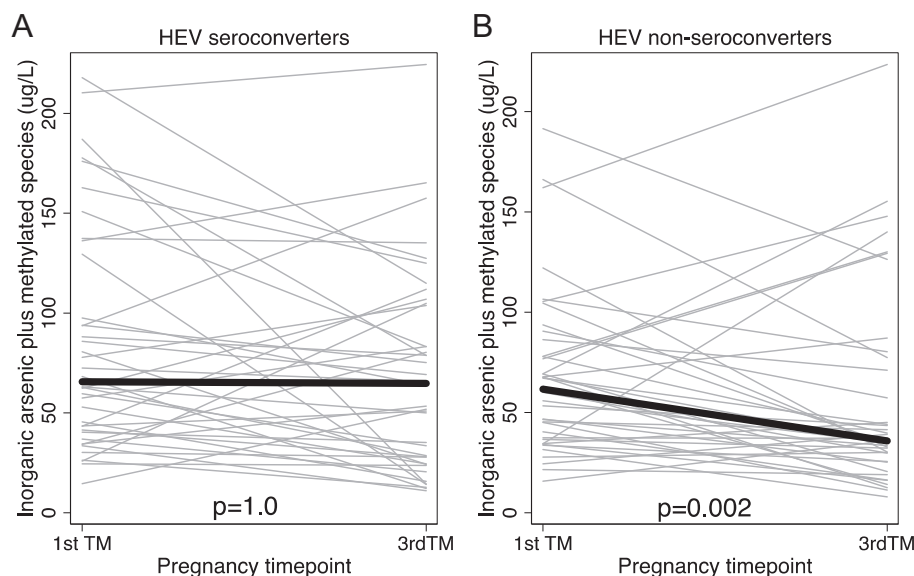 A
HEV seroconverters
Inorganic arsenic plus methylated species (ug/L)
200
150
100
50
0
p=1.0
1st TM
3rdTM
Pregnancy timepoint
B
HEV non-seroconverters
Inorganic arsenic plus methylated species (ug/L)
200
150
100
50
0
p=0.002
1st TM
3rdTM
Pregnancy timepoint